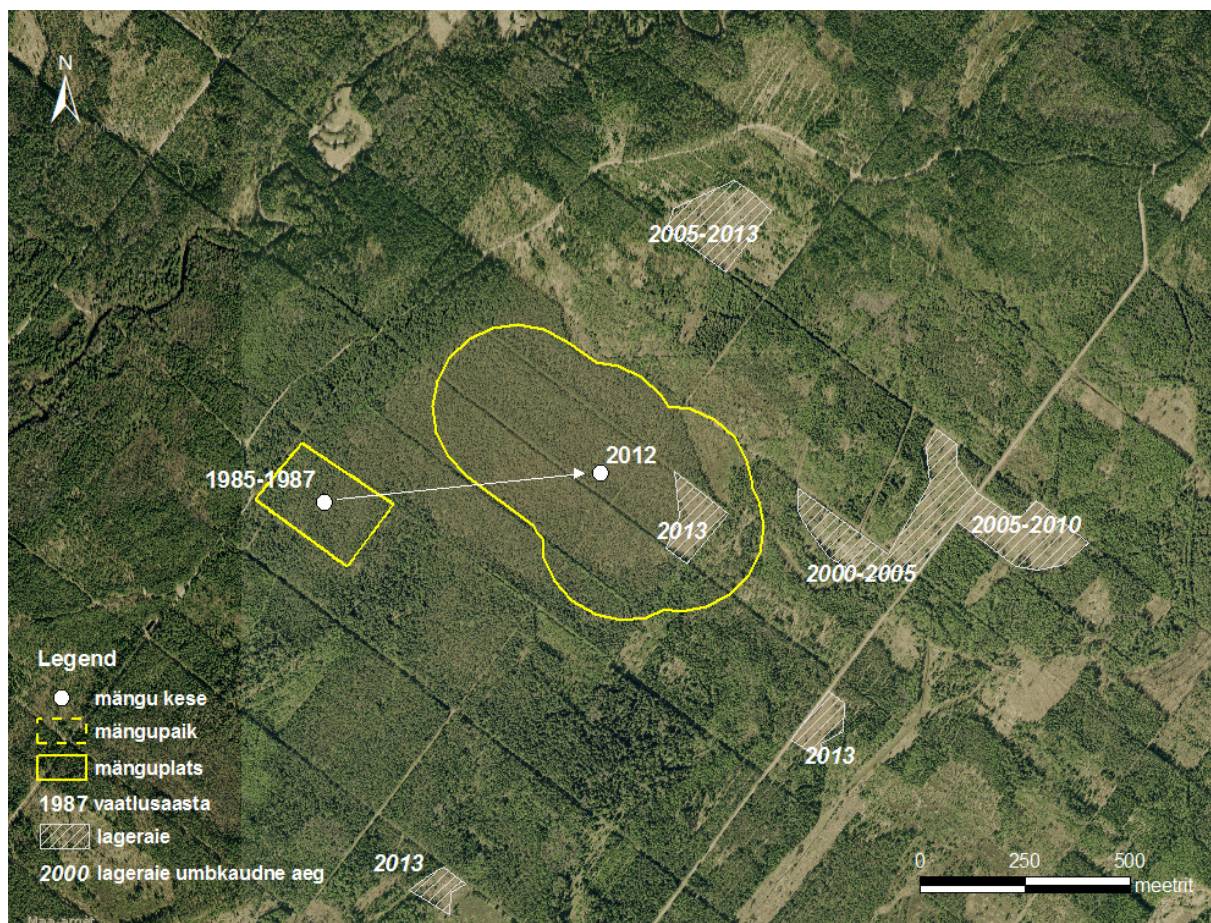 N
2005-2013
2012
1985-1987
2013
2005-2010
2000-2005
Legend
mängu kese
mängupaik
mänguplats
1987 vaatlusaasta
lageraie
2000 lageraie umbkaudne aeg
2013
2013
0 250 500
meetrit